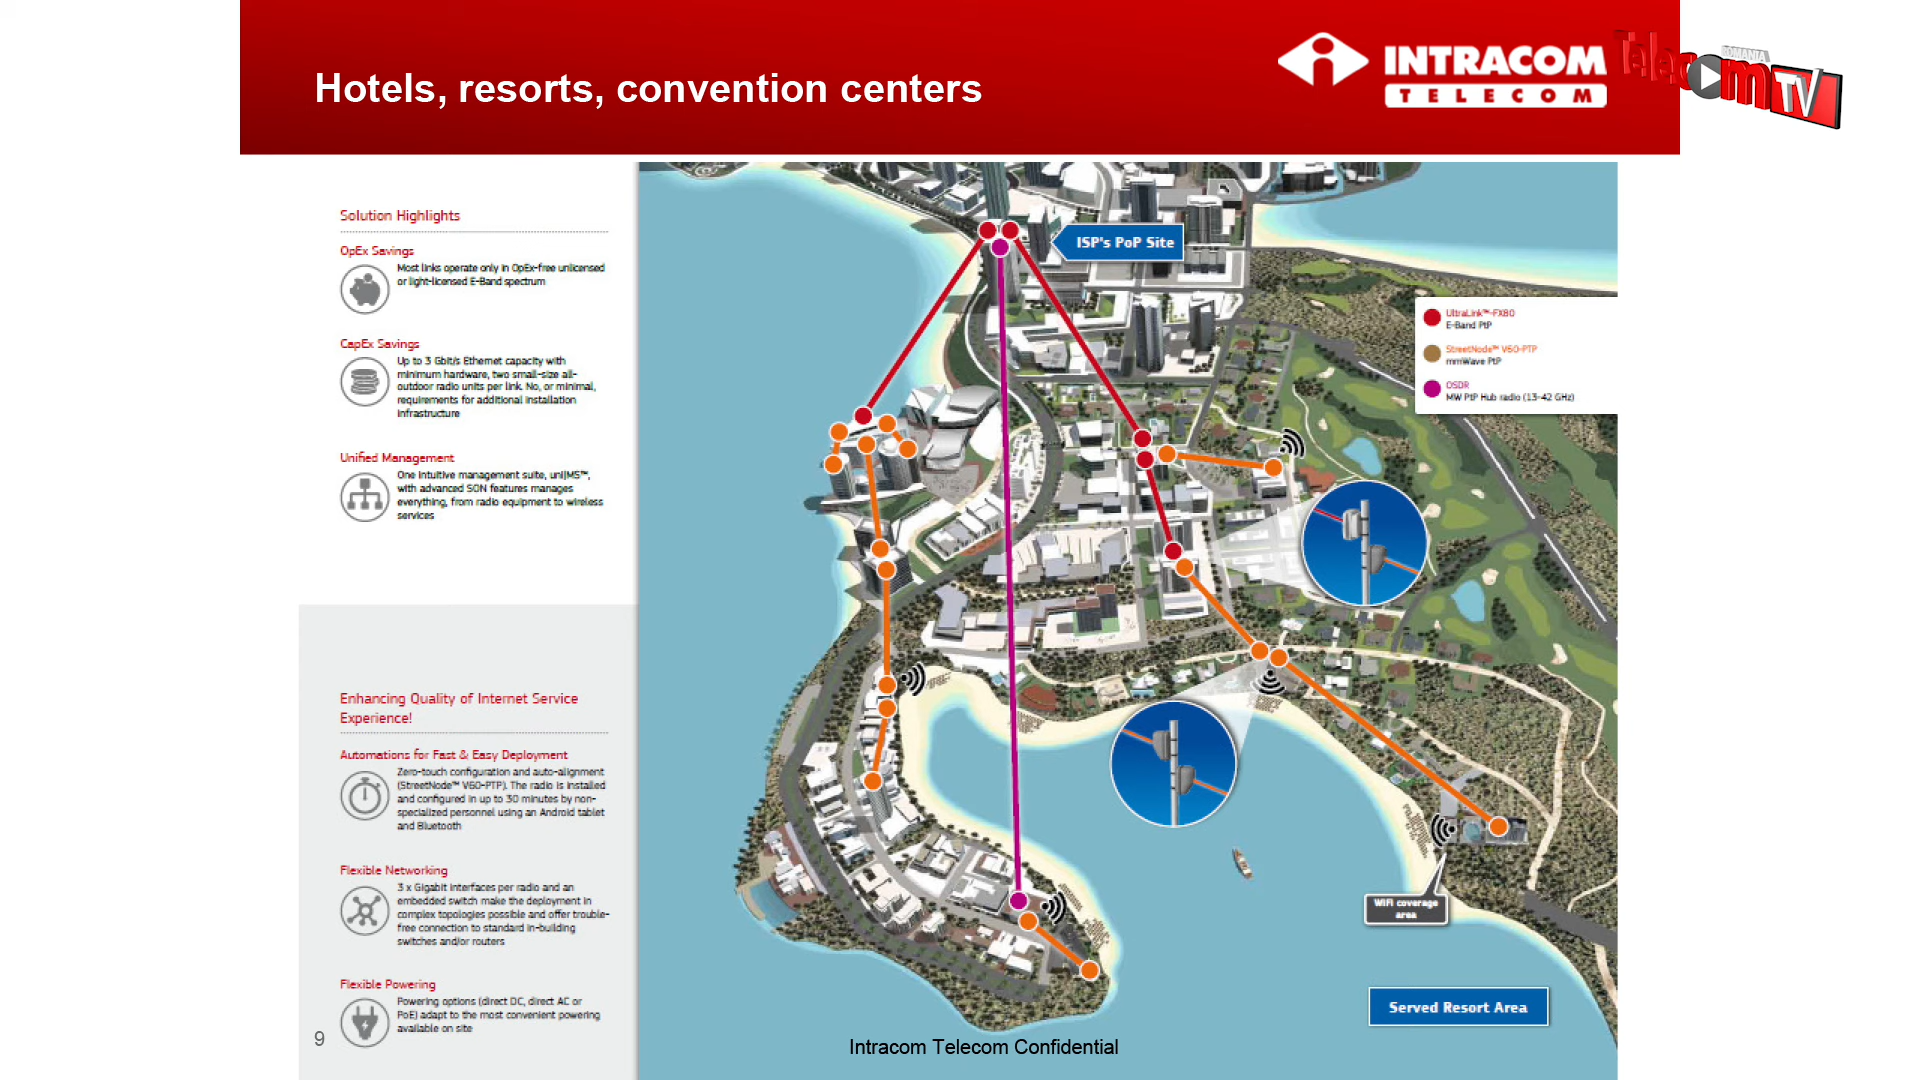 Hotels, resorts, convention centers
INTRACOM
TELECOM
Telecom
TV
Solution Highlights
OpEx Savings
Most links operate only in OpEx-free unlicensed
or light-licensed E-Band spectrum
CapEx Savings
Up to 3 Gbit/s Ethernet capacity with
minimum hardware, two small-size all-
outdoor radio units per link. No, or minimal,
requirements for additional installation
infrastructure
Unified Management
One intuitive management suite, uni|MS™,
with advanced SON features manages
everything, from radio equipment to wireless
services
Enhancing Quality of Internet Service
Experience!
Automations for Fast & Easy Deployment
Zero-touch configuration and auto-alignment
(StreetNode™ V60-PTP). The radio is installed
and configured in up to 30 minutes by non-
specialized personnel using an Android tablet
and Bluetooth
Flexible Networking
3 x Gigabit interfaces per radio and an
embedded switch make the deployment in
complex topologies possible and offer trouble-
free connection to standard in-building
switches and/or routers
Flexible Powering
Powering options (direct DC, direct AC or
PoE) adapt to the most convenient powering
available on site
ISP's PoP Site
UltraLink™-FX80
E-Band PtP
StreetNode™ V60-PTP
mmWave PtP
OSDR
MW PtP Hub radio (13-42 GHz)
WiFi coverage
area
Served Resort Area
9
Intracom Telecom Confidential